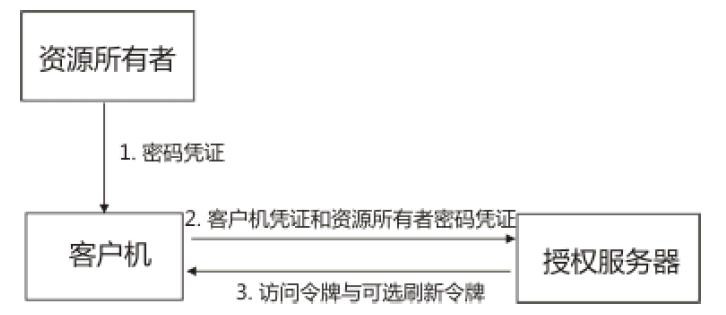 资源所有者
1. 密码凭证
2. 客户机凭证和资源所有者密码凭证
客户机
授权服务器
3. 访问令牌与可选刷新令牌